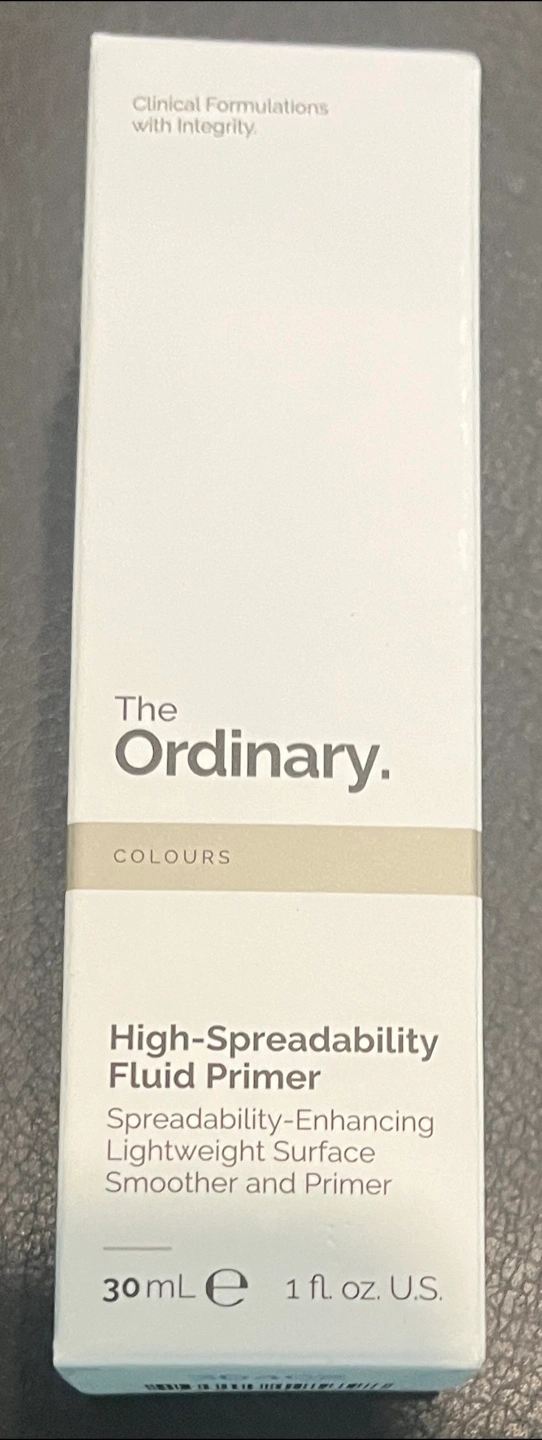 Clinical Formulations
with Integrity.
The
Ordinary.
COLOURS
High-Spreadability
Fluid Primer
Spreadability-Enhancing
Lightweight Surface
Smoother and Primer
30 mL ℮ 1 fl. oz. U.S.